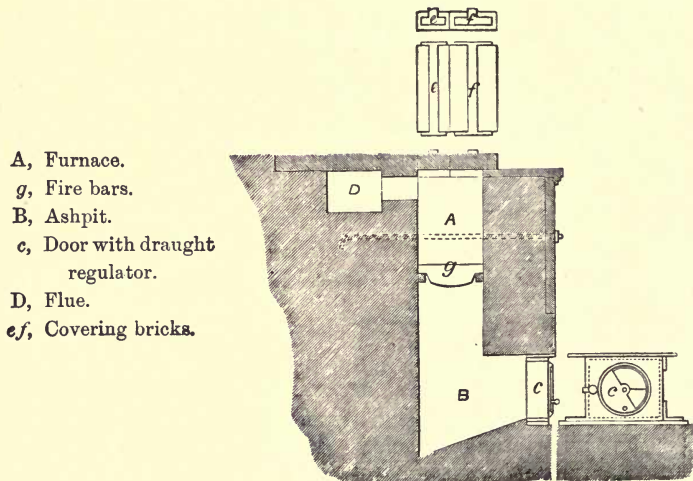 e f
e f
A, Furnace.
g, Fire bars.
B, Ashpit.
c, Door with draught
regulator.
D, Flue.
ef, Covering bricks.
D
A
g
B
c
c